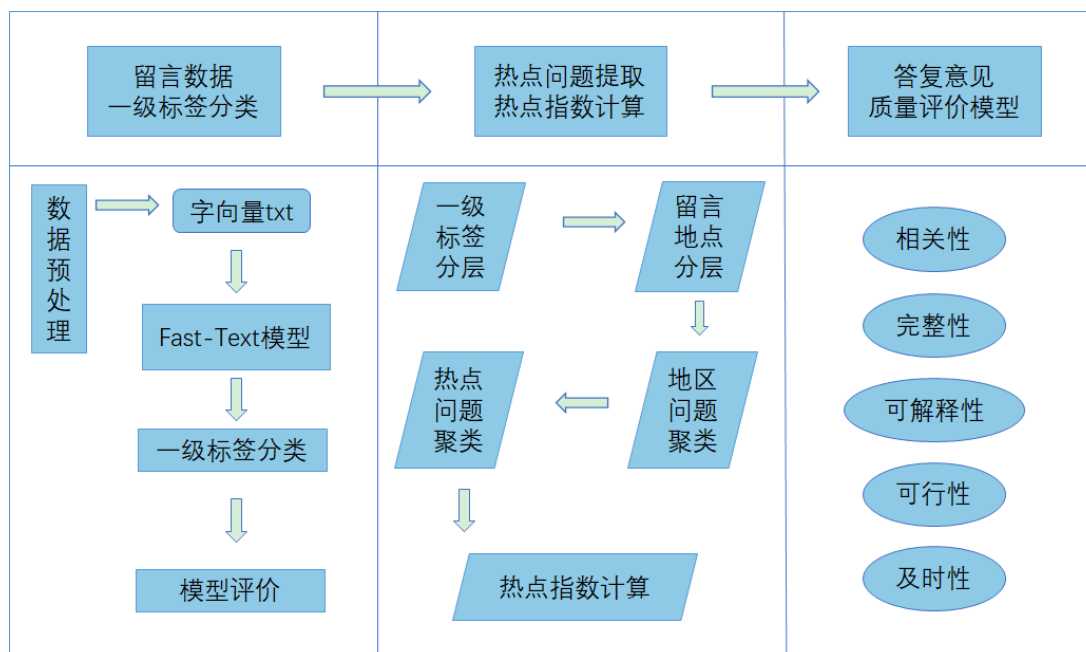 留言数据
一级标签分类
热点问题提取
热点指数计算
答复意见
质量评价模型
数
据
预
处
理
字向量txt
Fast-Text模型
一级标签分类
模型评价
一级
标签
分层
留言
地点
分层
热点
问题
聚类
地区
问题
聚类
热点指数计算
相关性
完整性
可解释性
可行性
及时性